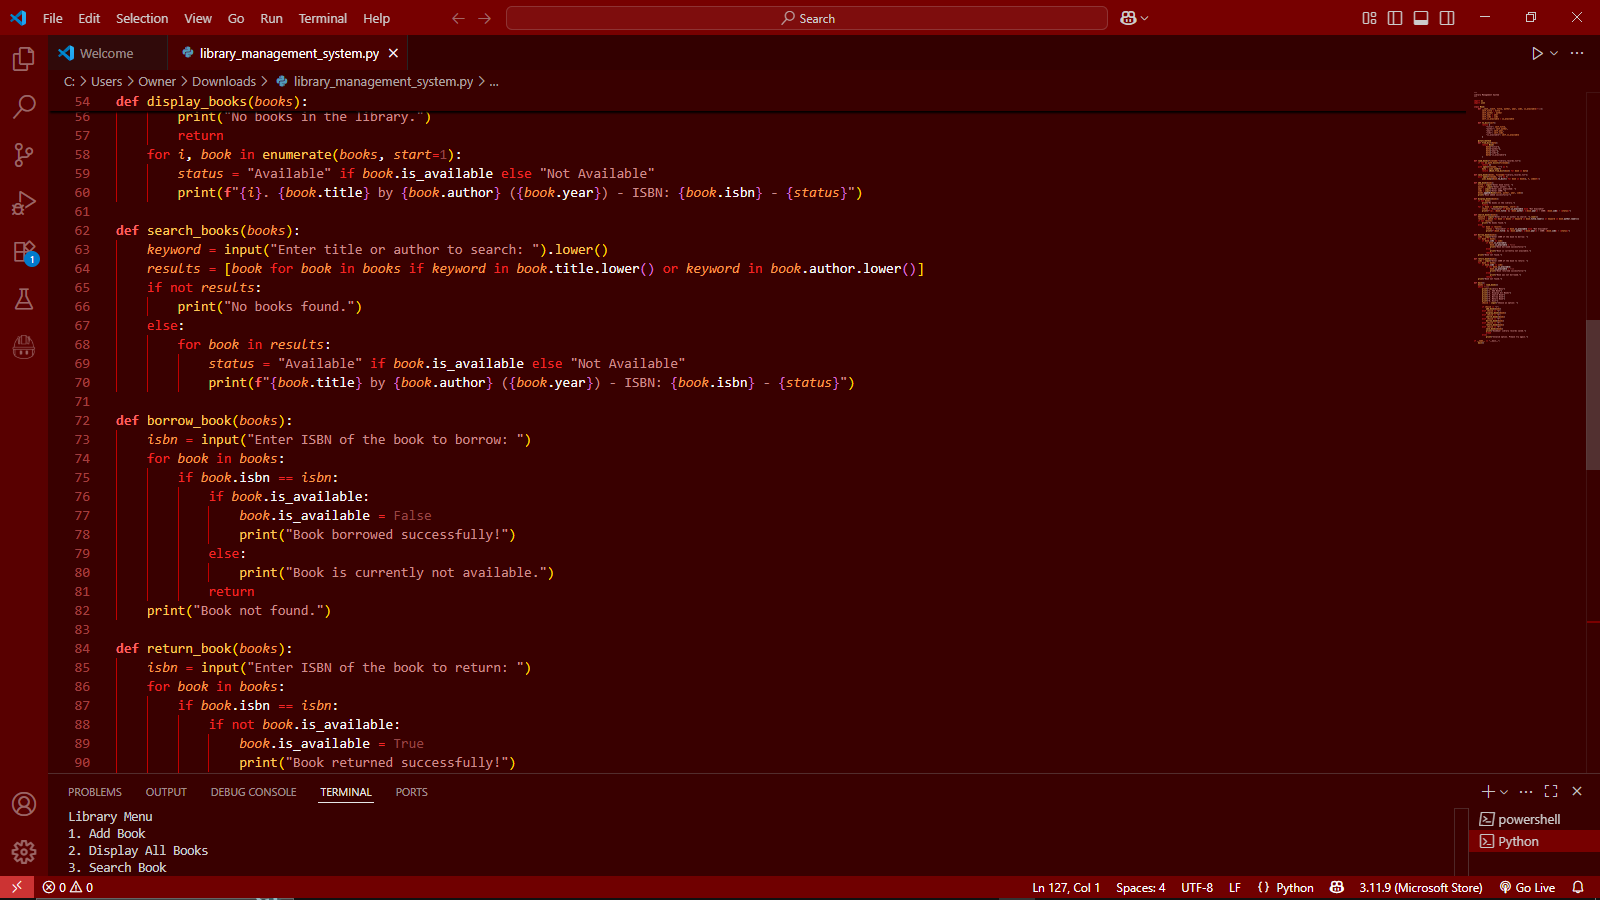 File Edit Selection View Go Run Terminal Help
Search
Welcome
library_management_system.py
C: > Users > Owner > Downloads > library_management_system.py > ...
54 def display_books(books):
56 print("No books in the library.")
57 return
58 for i, book in enumerate(books, start=1):
59 status = "Available" if book.is_available else "Not Available"
60 print(f"{i}. {book.title} by {book.author} ({book.year}) - ISBN: {book.isbn} - {status}")
61
62 def search_books(books):
63 keyword = input("Enter title or author to search: ").lower()
64 results = [book for book in books if keyword in book.title.lower() or keyword in book.author.lower()]
65 if not results:
66 print("No books found.")
67 else:
68 for book in results:
69 status = "Available" if book.is_available else "Not Available"
70 print(f"{book.title} by {book.author} ({book.year}) - ISBN: {book.isbn} - {status}")
71
72 def borrow_book(books):
73 isbn = input("Enter ISBN of the book to borrow: ")
74 for book in books:
75 if book.isbn == isbn:
76 if book.is_available:
77 book.is_available = False
78 print("Book borrowed successfully!")
79 else:
80 print("Book is currently not available.")
81 return
82 print("Book not found.")
83
84 def return_book(books):
85 isbn = input("Enter ISBN of the book to return: ")
86 for book in books:
87 if book.isbn == isbn:
88 if not book.is_available:
89 book.is_available = True
90 print("Book returned successfully!")
1
PROBLEMS OUTPUT DEBUG CONSOLE TERMINAL PORTS
Library Menu
1. Add Book
2. Display All Books
3. Search Book
powershell
Python
0 0
Ln 127, Col 1 Spaces: 4 UTF-8 LF {} Python 3.11.9 (Microsoft Store) Go Live